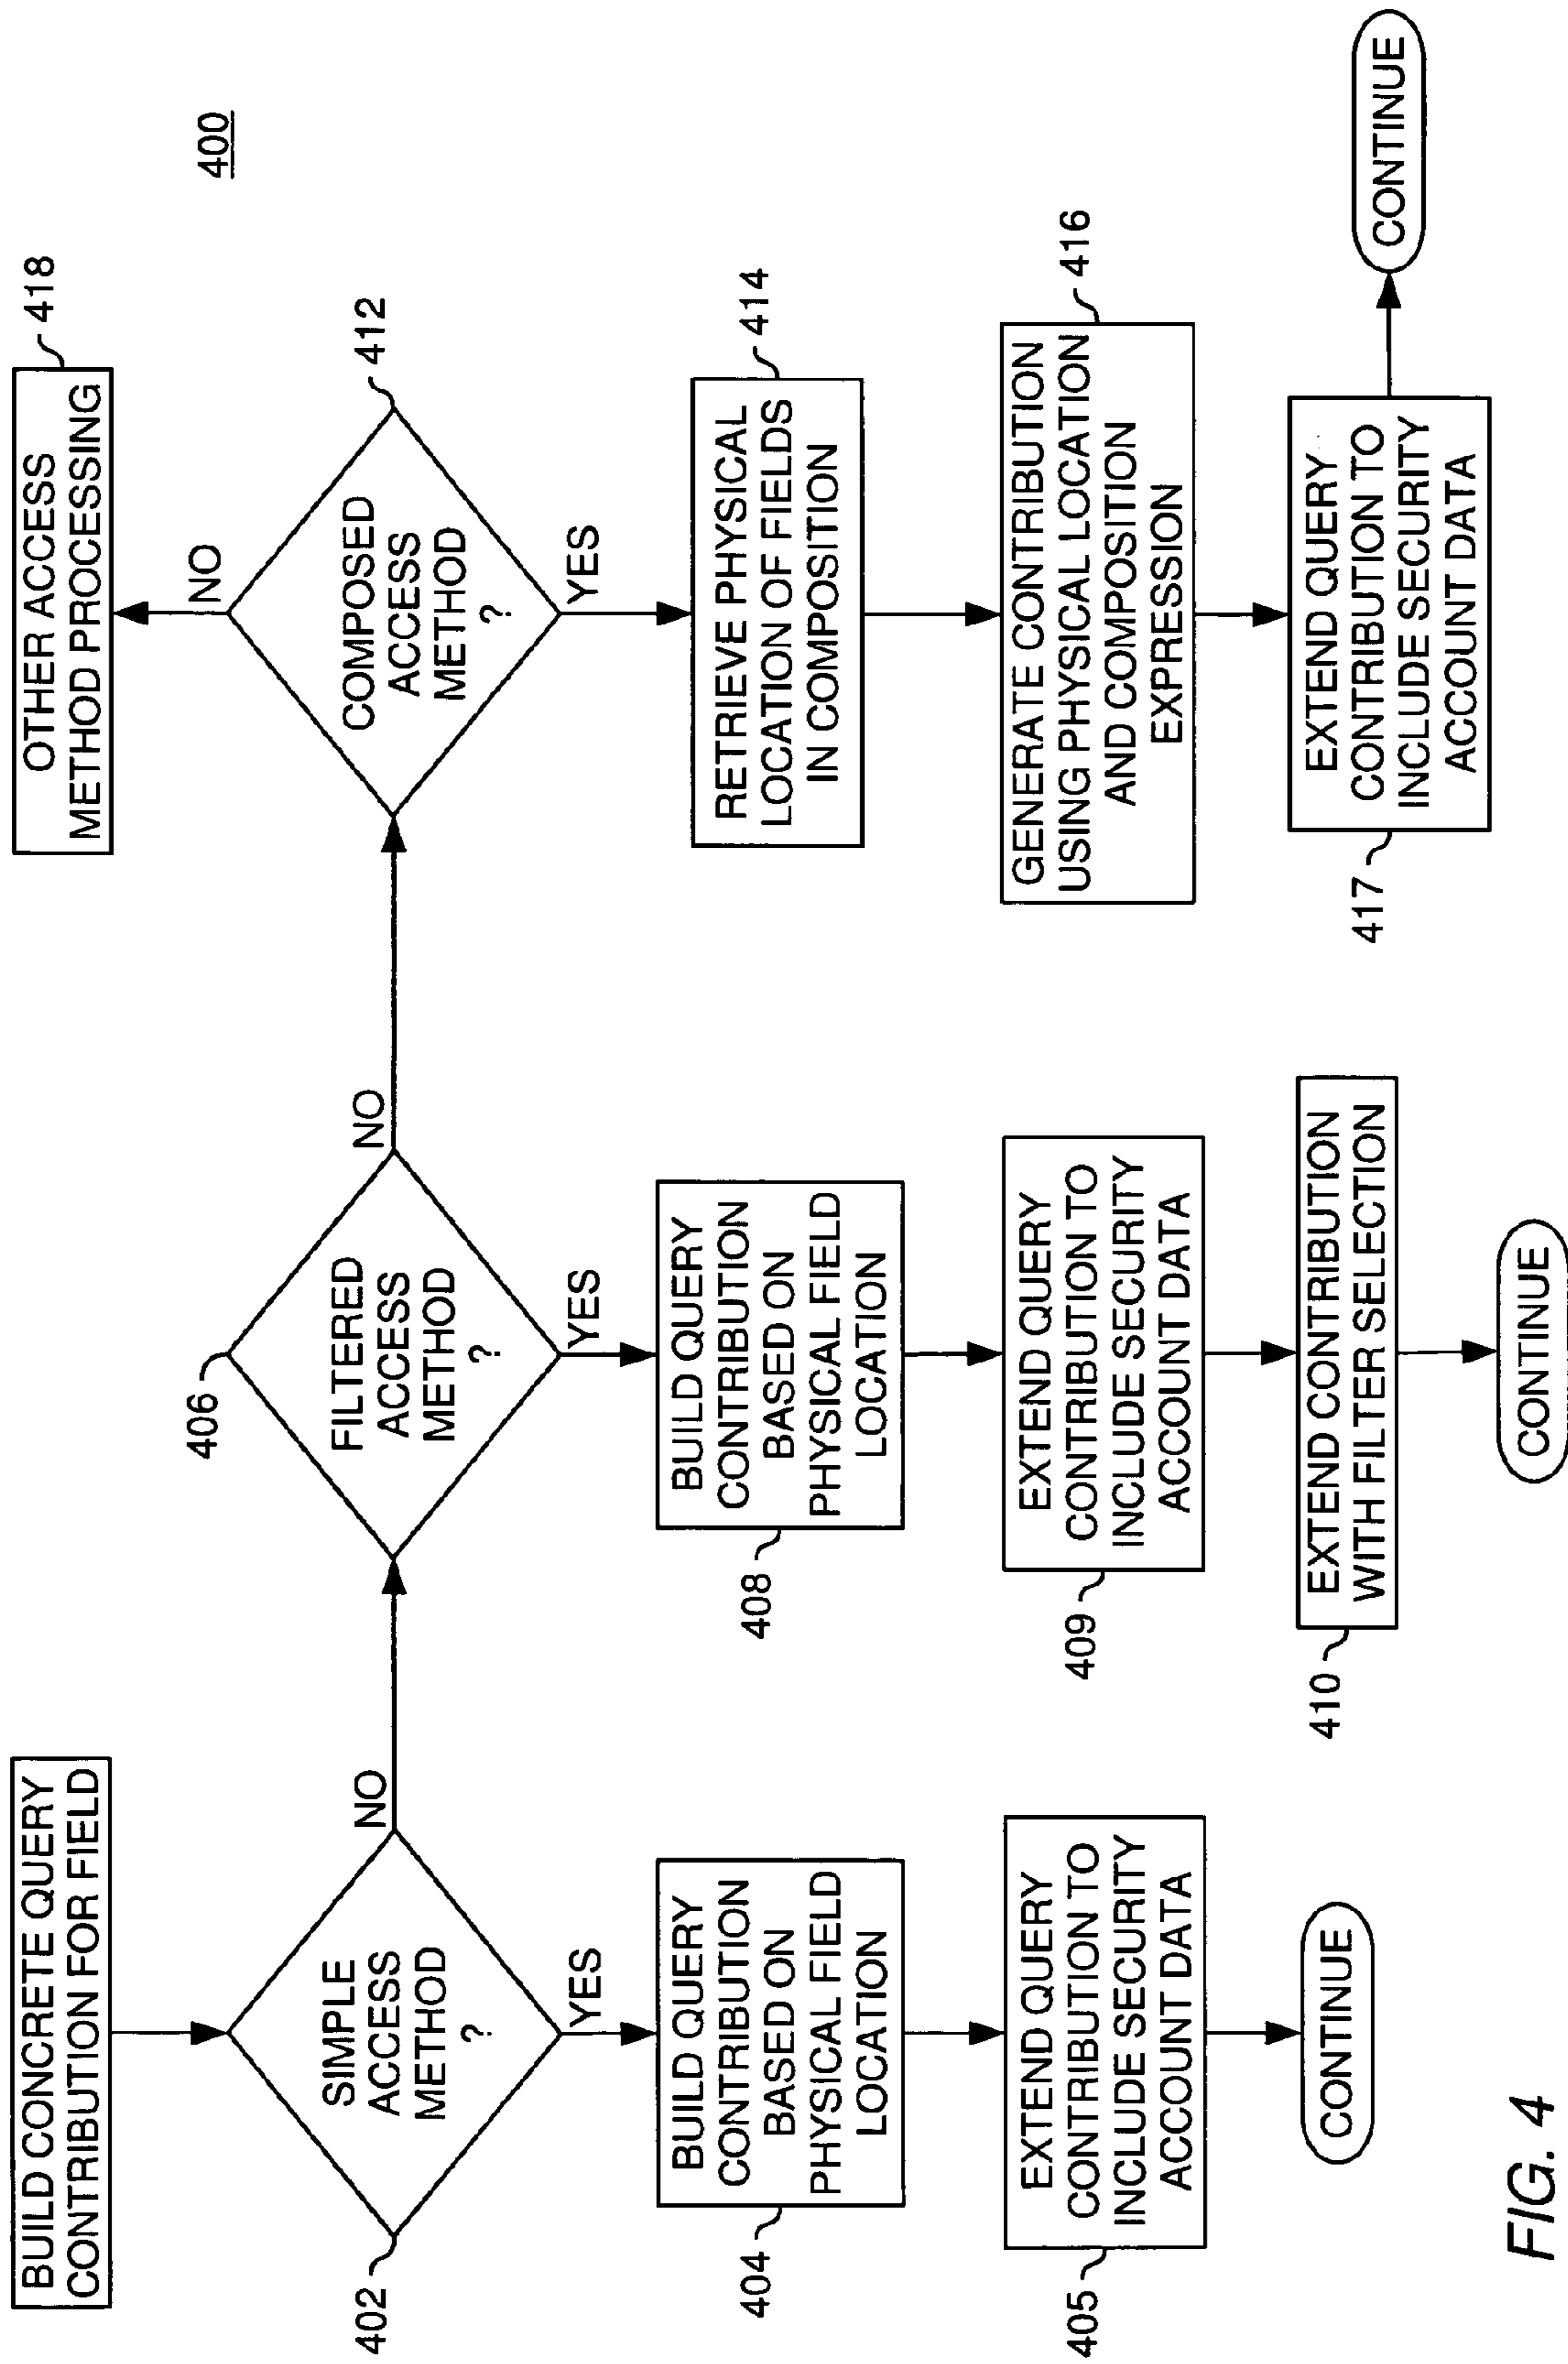 400
BUILD CONCRETE QUERY
CONTRIBUTION FOR FIELD
402
SIMPLE
ACCESS
METHOD
?
NO
YES
404
BUILD QUERY
CONTRIBUTION
BASED ON
PHYSICAL FIELD
LOCATION
405
EXTEND QUERY
CONTRIBUTION TO
INCLUDE SECURITY
ACCOUNT DATA
CONTINUE
406
FILTERED
ACCESS
METHOD
?
NO
YES
408
BUILD QUERY
CONTRIBUTION
BASED ON
PHYSICAL FIELD
LOCATION
409
EXTEND QUERY
CONTRIBUTION TO
INCLUDE SECURITY
ACCOUNT DATA
410
EXTEND CONTRIBUTION
WITH FILTER SELECTION
CONTINUE
OTHER ACCESS
METHOD PROCESSING
418
NO
412
COMPOSED
ACCESS
METHOD
?
YES
414
RETRIEVE PHYSICAL
LOCATION OF FIELDS
IN COMPOSITION
416
GENERATE CONTRIBUTION
USING PHYSICAL LOCATION
AND COMPOSITION
EXPRESSION
417
EXTEND QUERY
CONTRIBUTION TO
INCLUDE SECURITY
ACCOUNT DATA
CONTINUE
FIG. 4